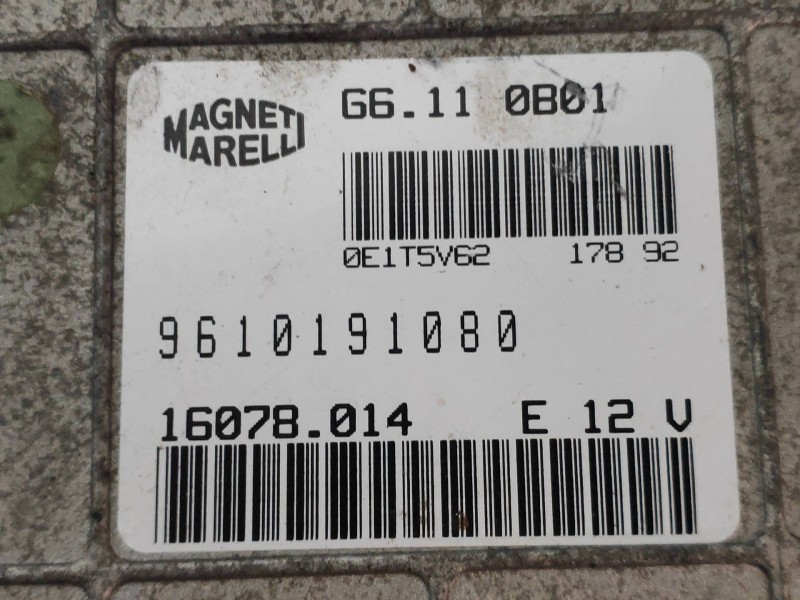 MAGNETI
MARELLI
G6.11 0B01
0E1T5V62 178 92
9610191080
16078.014 E 12 V